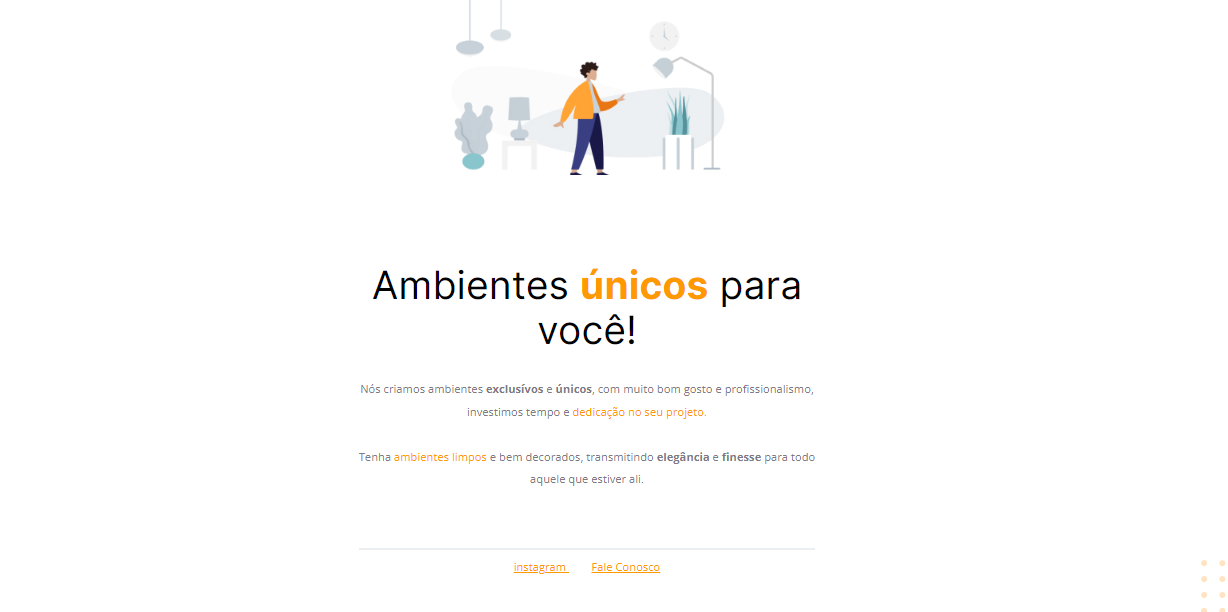 Ambientes únicos para
você!
Nós criamos ambientes exclusívos e únicos, com muito bom gosto e profissionalismo,
investimos tempo e dedicação no seu projeto.
Tenha ambientes limpos e bem decorados, transmitindo elegância e finesse para todo
aquele que estiver ali.
instagram Fale Conosco